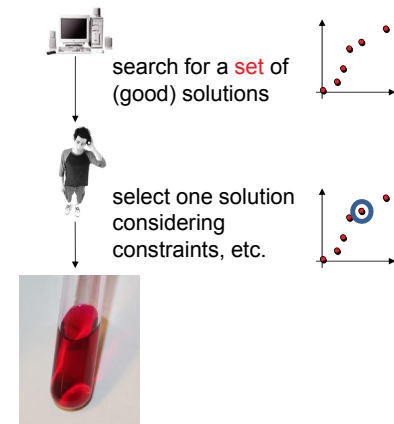 search for a set of
(good) solutions
select one solution
considering
constraints, etc.